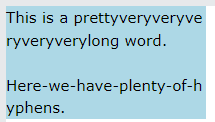 This is a prettyveryveryve
ryveryverylong word.

Here-we-have-plenty-of-h
yphens.